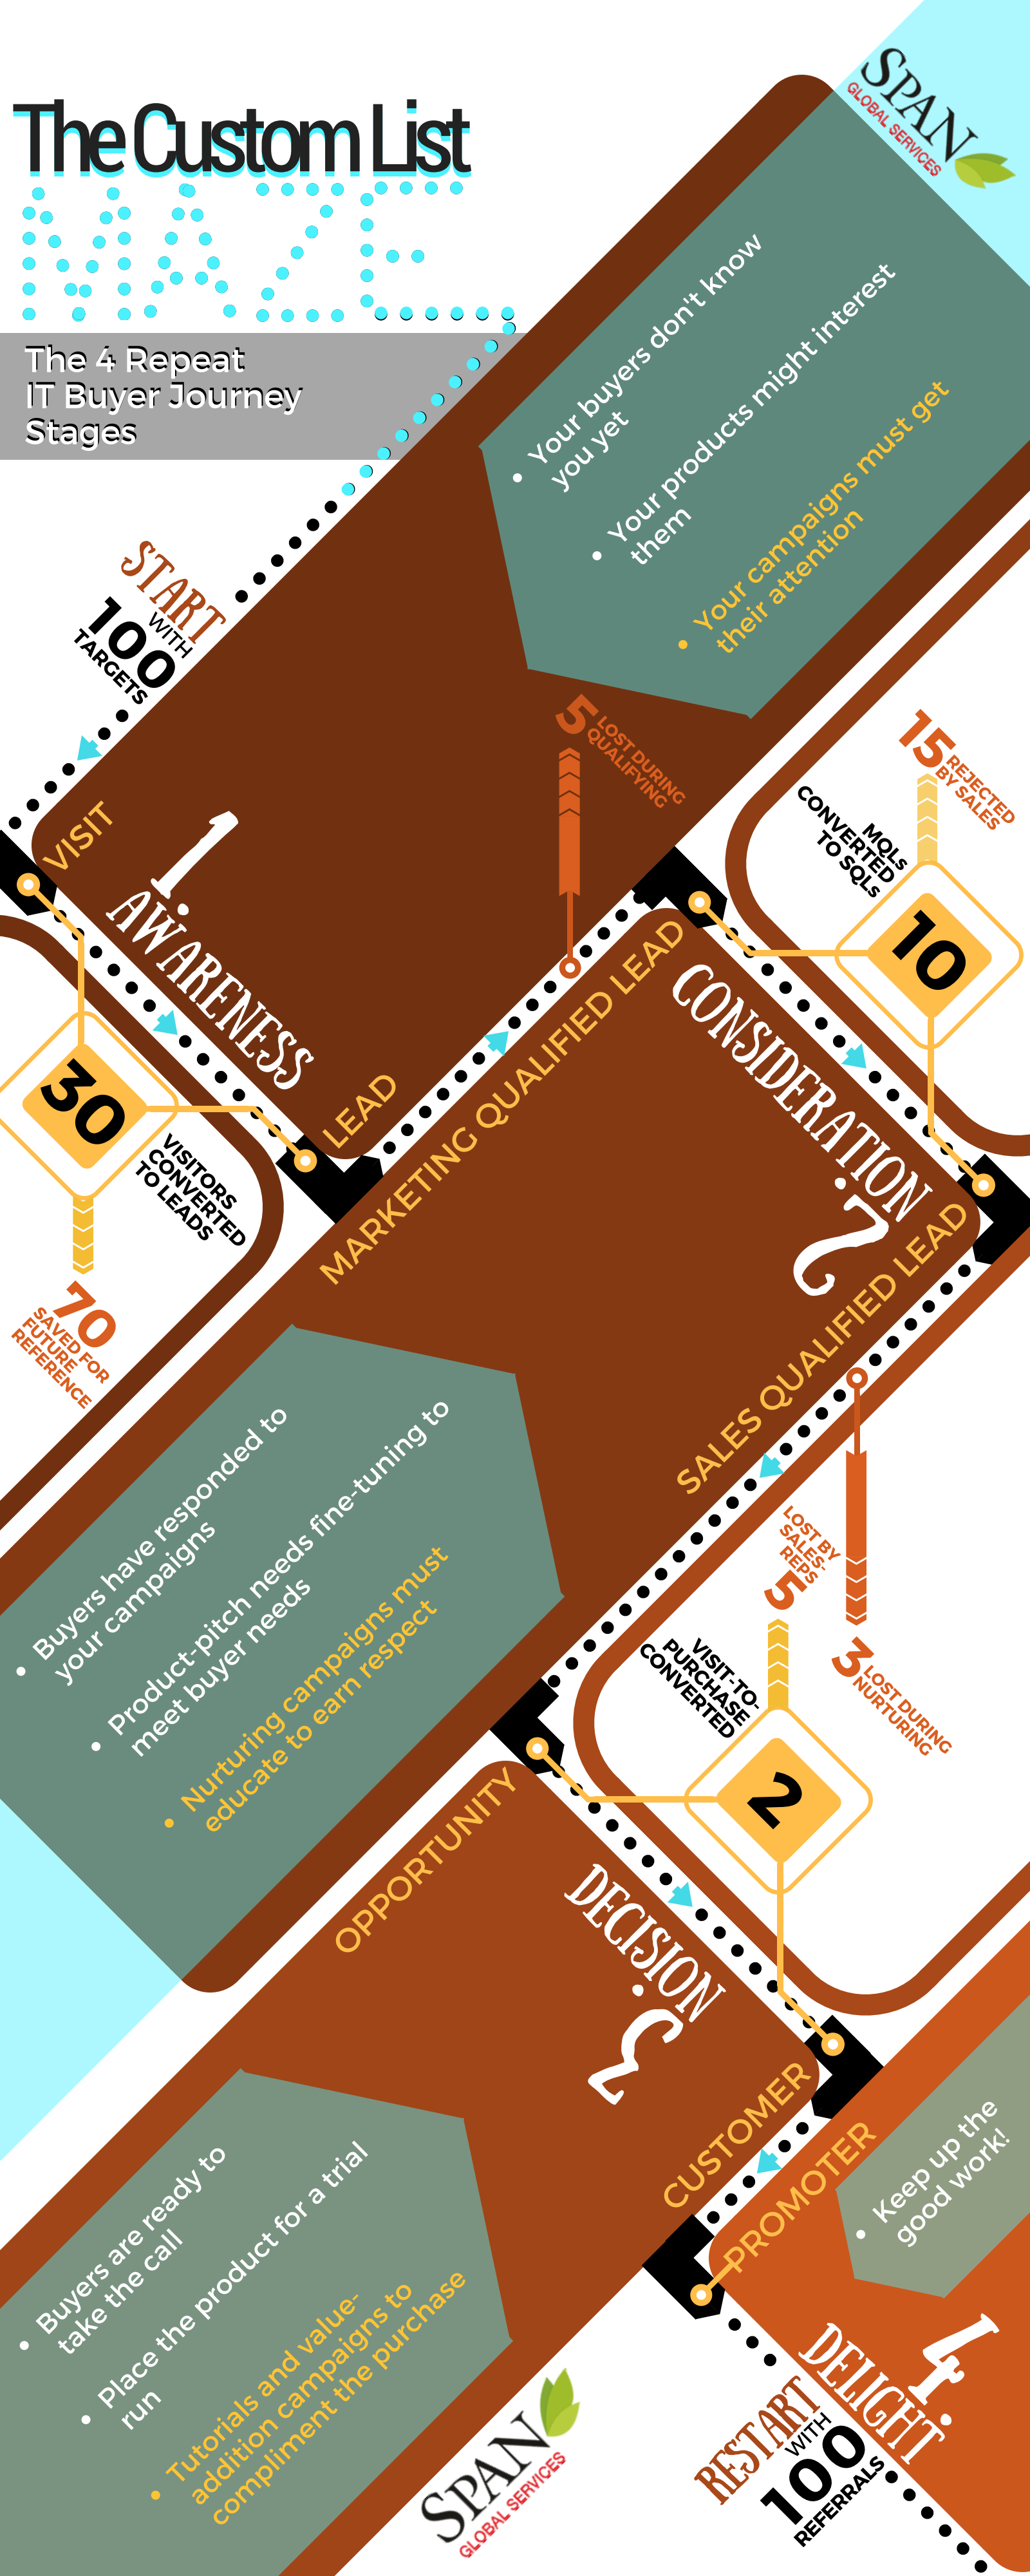 SPAN
GLOBAL SERVICES
The Custom List
MAZE
The 4 Repeat
IT Buyer Journey
Stages
• Your buyers don't know
you yet
• Your products might interest
them
• Your campaigns must get
their attention
START
WITH
100
TARGETS
VISIT
1.
AWARENESS
LEAD
30
VISITORS
CONVERTED
TO LEADS
70
SAVED FOR
FUTURE
REFERENCE
5
LOST DURING
QUALIFYING
15
REJECTED
BY SALES
MQLs
CONVERTED
TO SQLs
10
MARKETING QUALIFIED LEAD
CONSIDERATION
2.
SALES QUALIFIED LEAD
• Buyers have responded to
your campaigns
• Product-pitch needs fine-tuning to
meet buyer needs
• Nurturing campaigns must
educate to earn respect
LOST BY
SALES-
REPS
5
3
LOST DURING
NURTURING
VISIT-TO-
PURCHASE
CONVERTED
2
OPPORTUNITY
DECISION
3.
CUSTOMER
• Buyers are ready to
take the call
• Place the product for a trial
run
• Tutorials and value-
addition campaigns to
compliment the purchase
PROMOTER
• Keep up the
good work!
4.
DELIGHT
RESTART
WITH
100
REFERRALS
SPAN
GLOBAL SERVICES